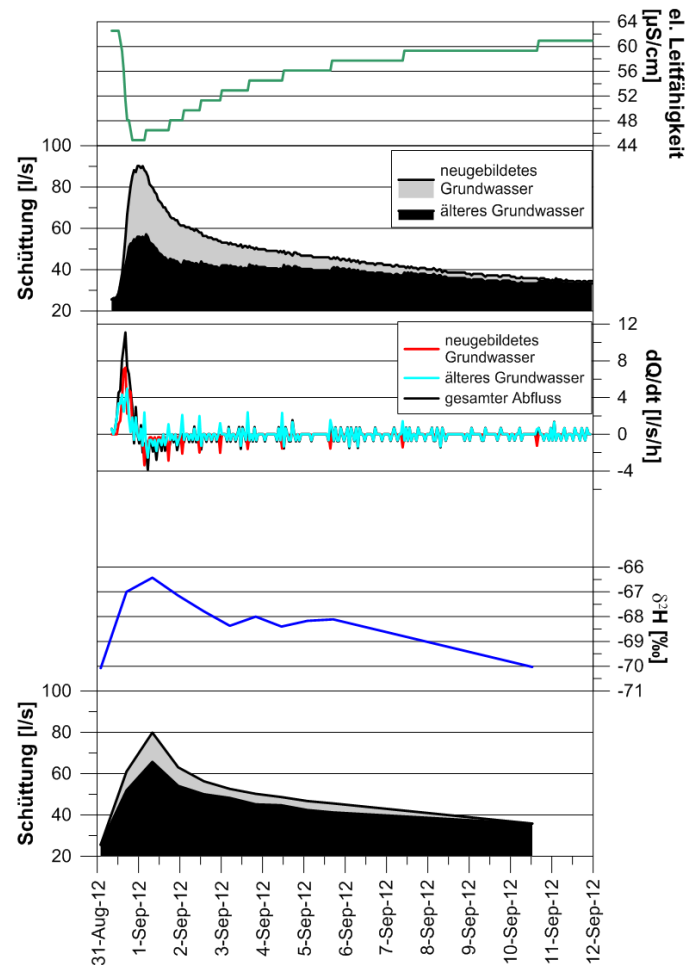 64
60
56
52
48
44
el. Leitfähigkeit
[µS/cm]
100
80
60
40
20
Schüttung [l/s]
neugebildetes
Grundwasser
älteres Grundwasser
12
8
4
0
-4
dQ/dt [l/s/h]
neugebildetes
Grundwasser
älteres Grundwasser
gesamter Abfluss
-66
-67
-68
-69
-70
-71
δ²H [‰]
100
80
60
40
20
Schüttung [l/s]
31-Aug-12
1-Sep-12
2-Sep-12
3-Sep-12
4-Sep-12
5-Sep-12
6-Sep-12
7-Sep-12
8-Sep-12
9-Sep-12
10-Sep-12
11-Sep-12
12-Sep-12